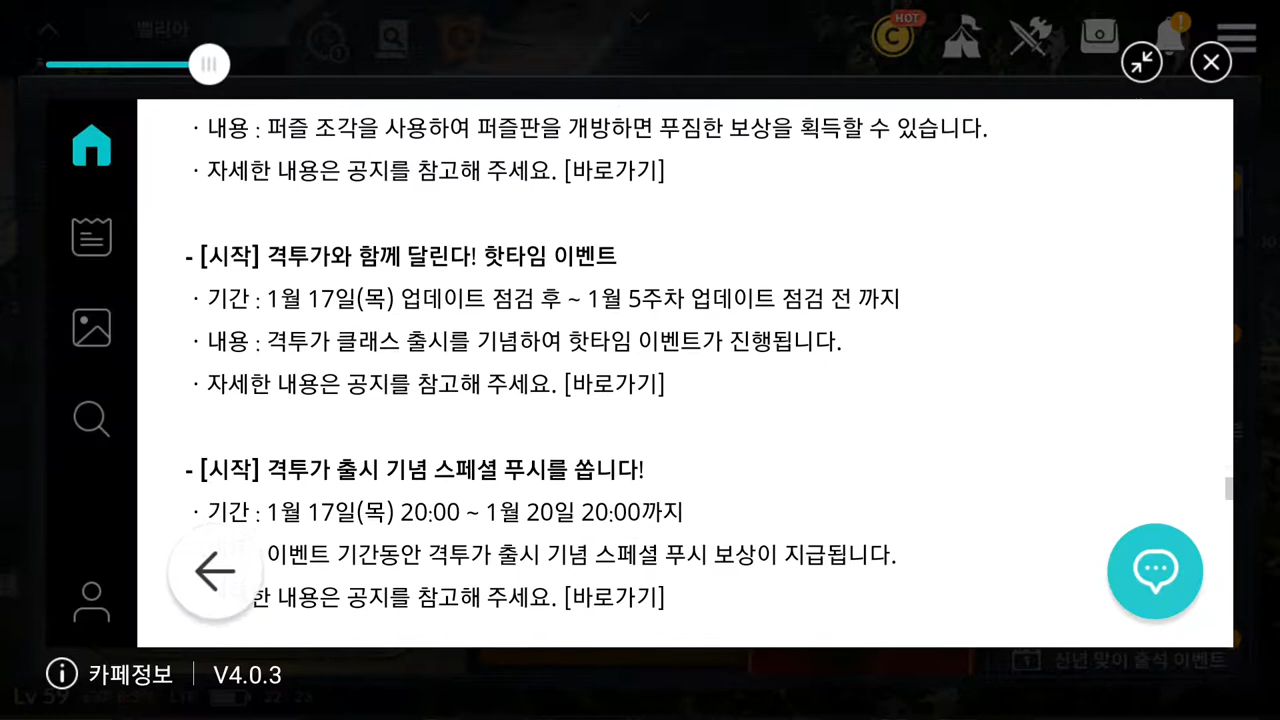 쁠리아
HOT
· 내용 : 퍼즐 조각을 사용하여 퍼즐판을 개방하면 푸짐한 보상을 획득할 수 있습니다.
· 자세한 내용은 공지를 참고해 주세요. [바로가기]
- [시작] 격투가와 함께 달린다! 핫타임 이벤트
· 기간 : 1월 17일(목) 업데이트 점검 후 ~ 1월 5주차 업데이트 점검 전 까지
· 내용 : 격투가 클래스 출시를 기념하여 핫타임 이벤트가 진행됩니다.
· 자세한 내용은 공지를 참고해 주세요. [바로가기]
- [시작] 격투가 출시 기념 스페셜 푸시를 쏩니다!
· 기간 : 1월 17일(목) 20:00 ~ 1월 20일 20:00까지
이벤트 기간동안 격투가 출시 기념 스페셜 푸시 보상이 지급됩니다.
한 내용은 공지를 참고해 주세요. [바로가기]
카페정보 V4.0.3
신년 맞이 출석 이벤트
Lv 59